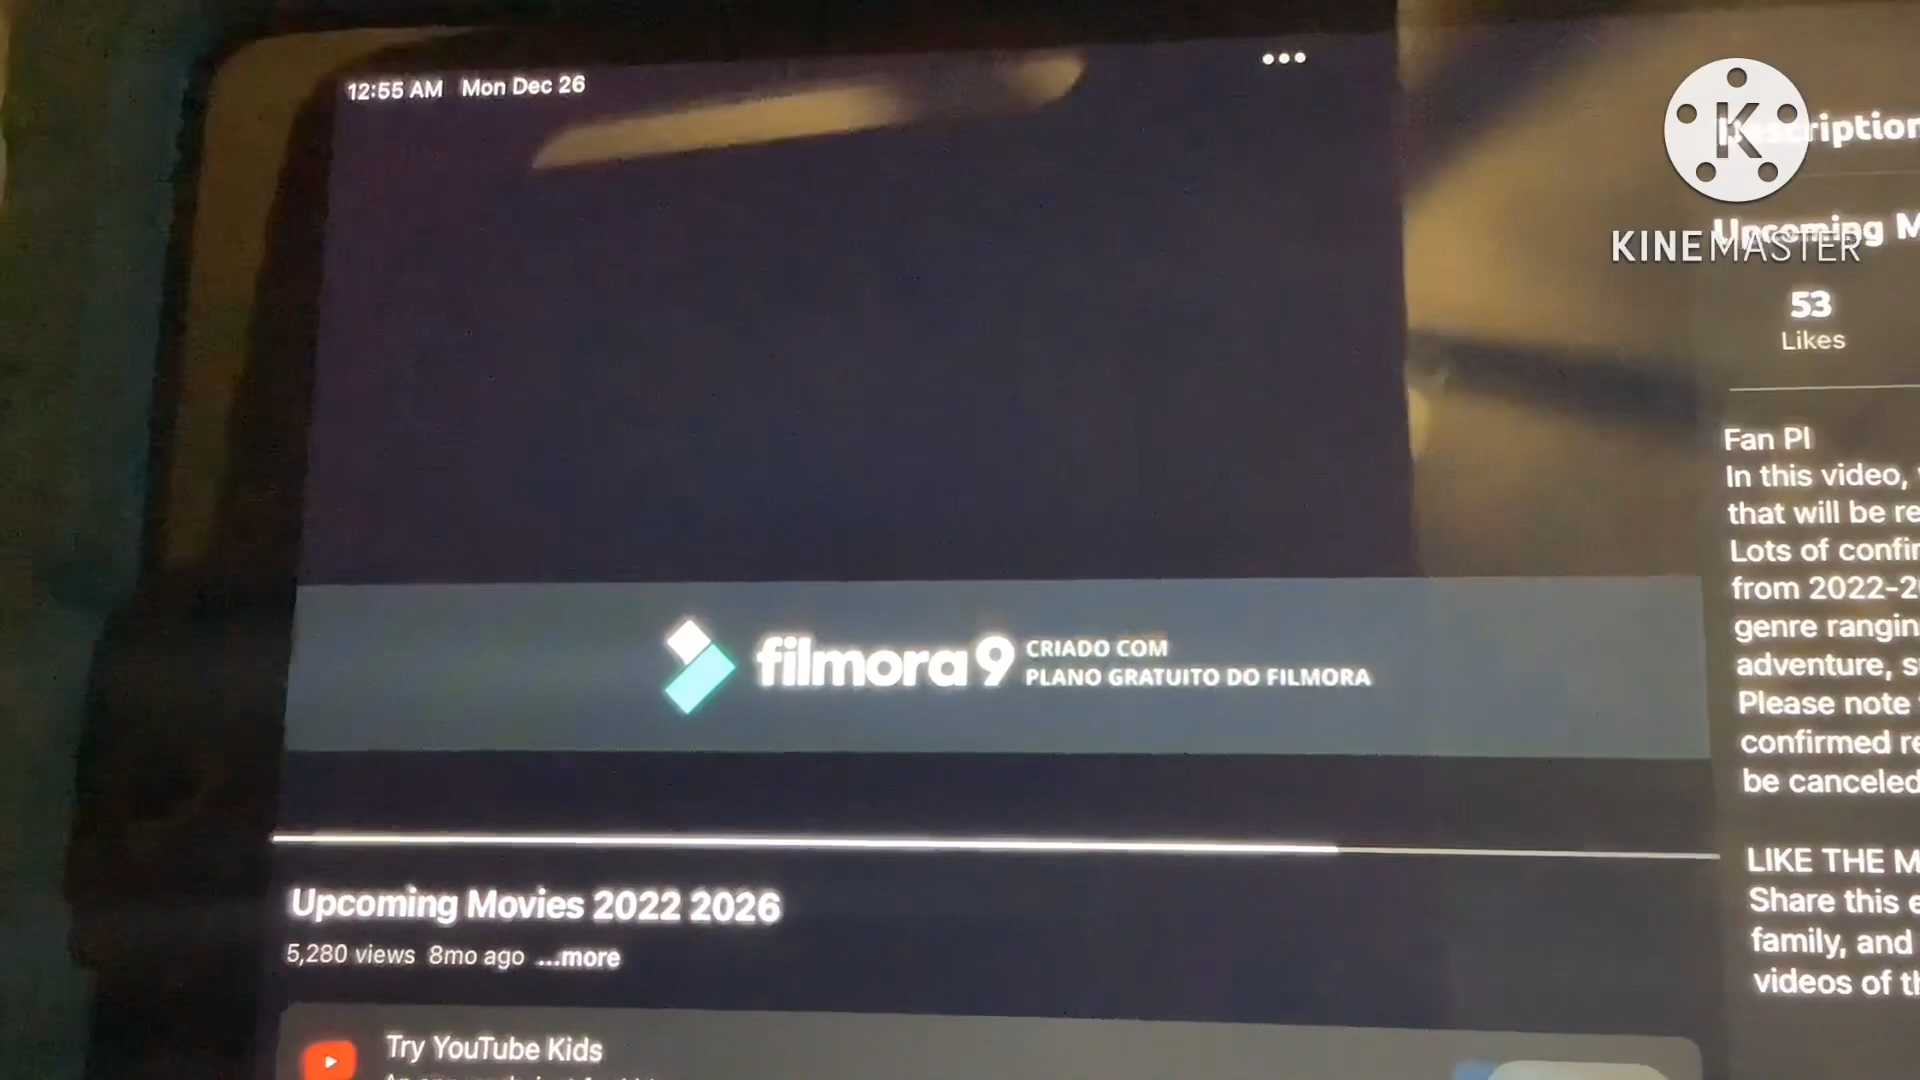 12:55 AM Mon Dec 26
K
KINEMASTER
Description
Upcoming M
53
Likes
Fan Pl
In this video,
that will be re
Lots of confir
from 2022-2
genre rangin
adventure, s
Please note
confirmed re
be canceled
LIKE THE M
Share this e
family, and
videos of th
filmora9 CRIADO COM
PLANO GRATUITO DO FILMORA
Upcoming Movies 2022 2026
5,280 views 8mo ago ...more
Try YouTube Kids